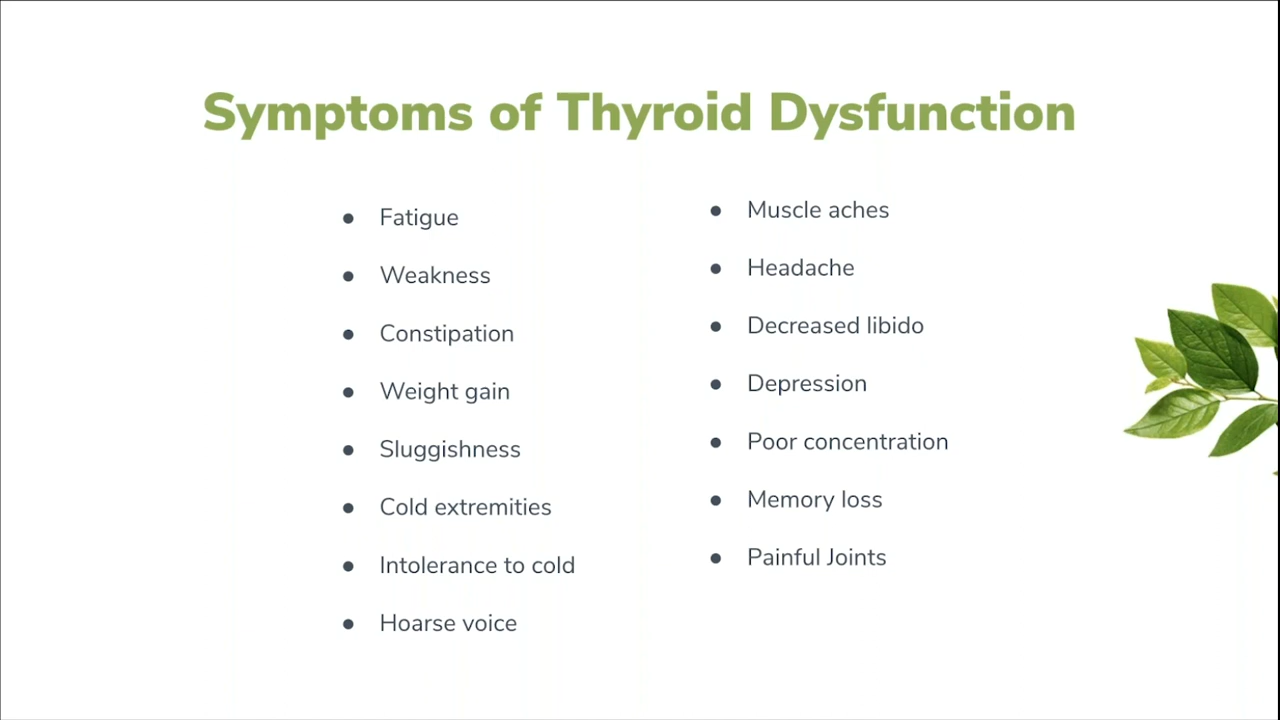 Symptoms of Thyroid Dysfunction
● Fatigue
● Weakness
● Constipation
● Weight gain
● Sluggishness
● Cold extremities
● Intolerance to cold
● Hoarse voice
● Muscle aches
● Headache
● Decreased libido
● Depression
● Poor concentration
● Memory loss
● Painful Joints